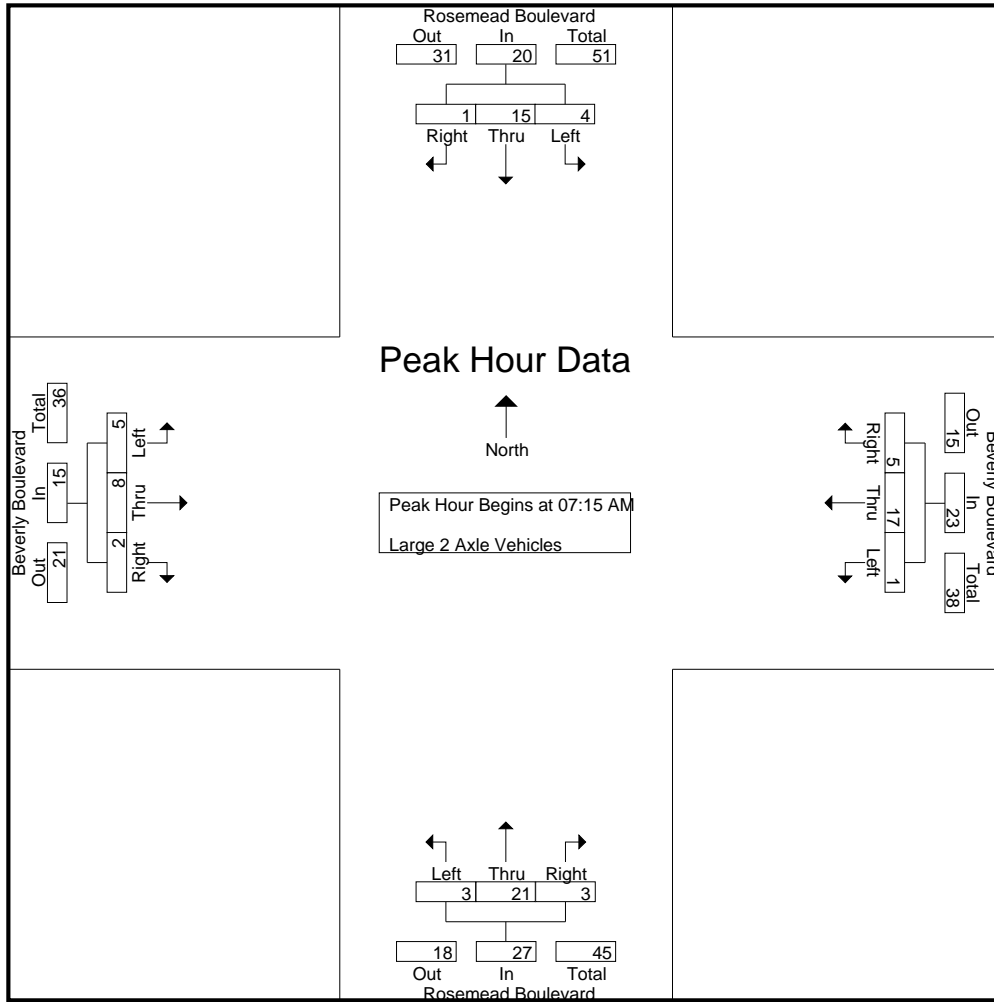 Rosemead Boulevard
Out In Total
31 20 51
1 15 4
Right Thru Left
Peak Hour Data
North
Peak Hour Begins at 07:15 AM
Large 2 Axle Vehicles
Beverly Boulevard
Out In Total
21 15 36
5 8 2
Left Thru Right
Beverly Boulevard
Out In Total
15 23 38
5 17 1
Right Thru Left
Left Thru Right
3 21 3
18 27 45
Out In Total
Rosemead Boulevard